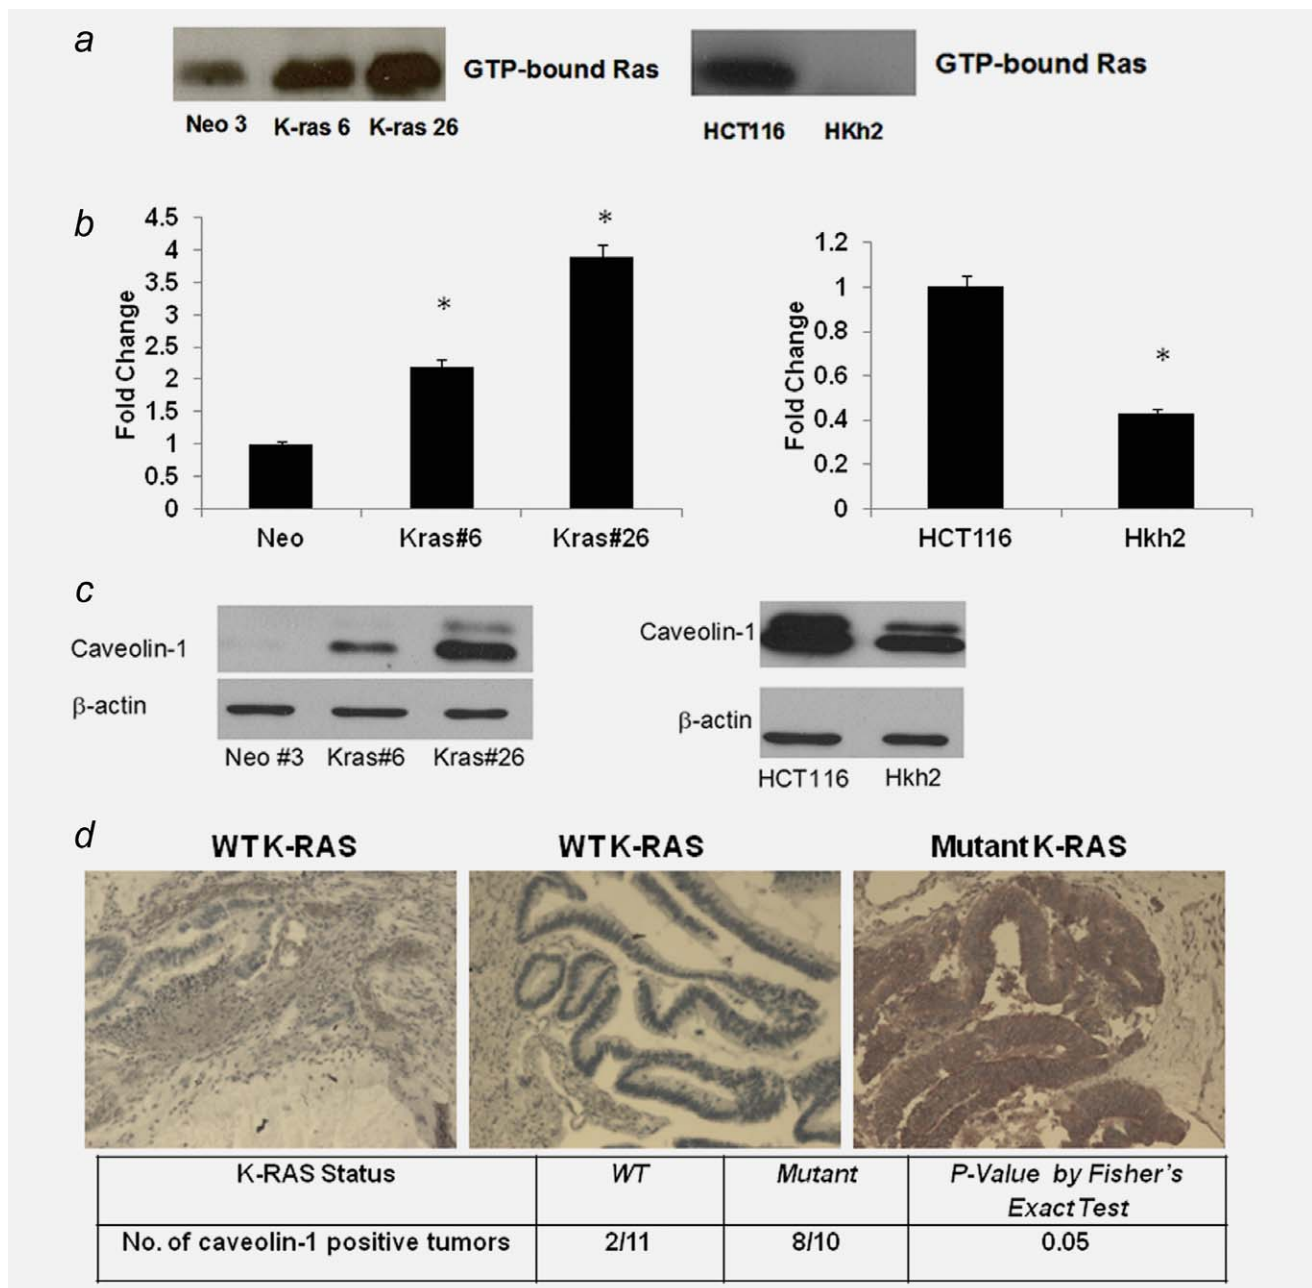 a
GTP-bound Ras
Neo 3 K-ras 6 K-ras 26
GTP-bound Ras
HCT116 HKh2
b
Fold Change
4.5
4
3.5
3
2.5
2
1.5
1
0.5
0
*
*
Neo Kras#6 Kras#26
Fold Change
1.2
1
0.8
0.6
0.4
0.2
0
*
HCT116 Hkh2
c
Caveolin-1
β-actin
Neo #3 Kras#6 Kras#26
Caveolin-1
β-actin
HCT116 Hkh2
d
WT K-RAS WT K-RAS Mutant K-RAS
K-RAS Status WT Mutant P-Value by Fisher's
Exact Test
No. of caveolin-1 positive tumors 2/11 8/10 0.05